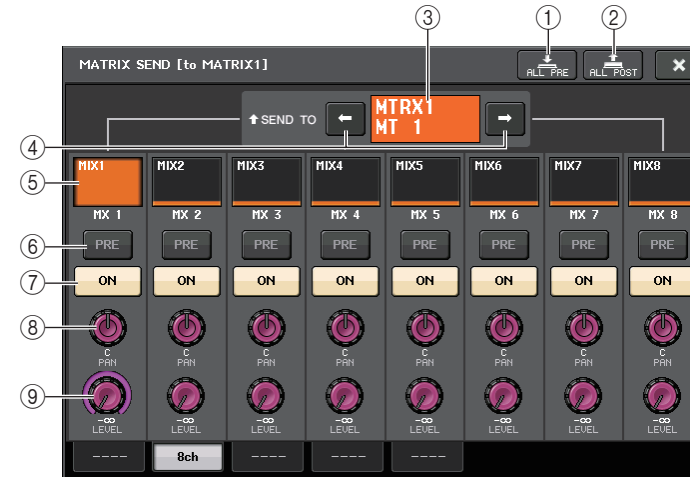 ③ ① ②
MATRIX SEND [to MATRIX1] ALL PRE ALL POST ×
SEND TO ← MTRX1 →
MT 1
④
⑤ MIX1 MIX2 MIX3 MIX4 MIX5 MIX6 MIX7 MIX8
MX 1 MX 2 MX 3 MX 4 MX 5 MX 6 MX 7 MX 8
⑥ PRE PRE PRE PRE PRE PRE PRE PRE
⑦ ON ON ON ON ON ON ON ON
⑧
C C C C C C C C
PAN PAN PAN PAN PAN PAN PAN PAN
⑨
-∞ -∞ -∞ -∞ -∞ -∞ -∞ -∞
LEVEL LEVEL LEVEL LEVEL LEVEL LEVEL LEVEL LEVEL
---- 8ch ---- ---- ----